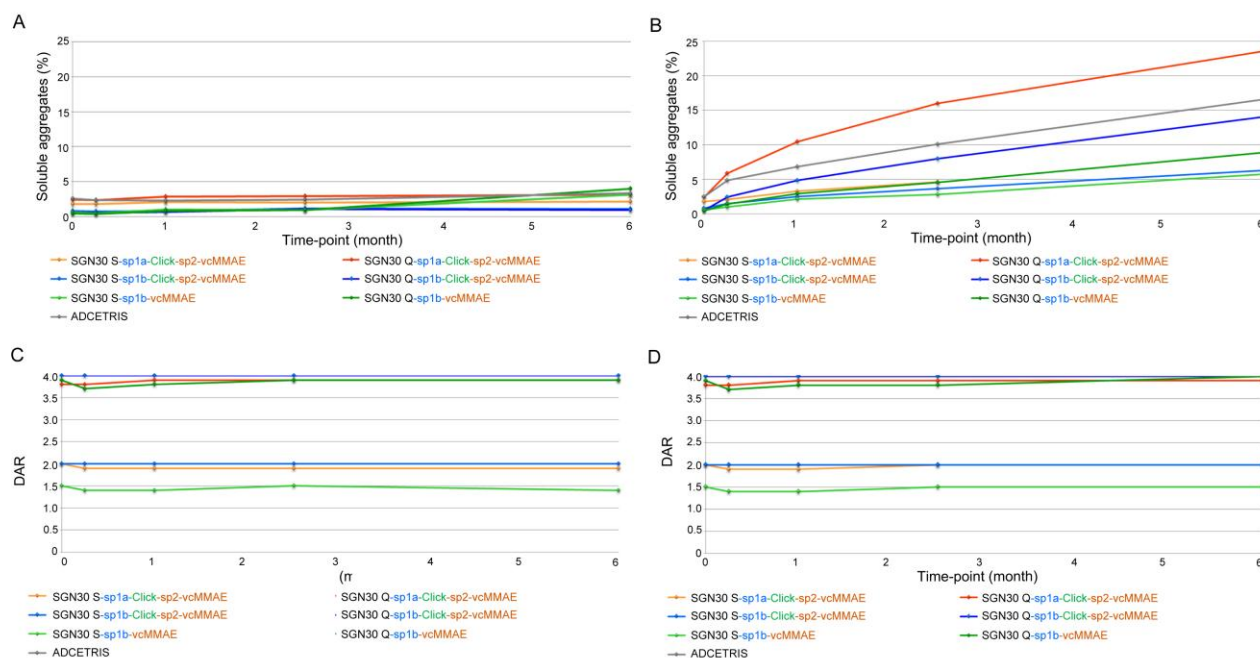 A
Soluble aggregates (%)
25
20
15
10
5
0
0 1 2 3 4 5 6
Time-point (month)
SGN30 S-sp1a-Click-sp2-vcMMAE SGN30 Q-sp1a-Click-sp2-vcMMAE
SGN30 S-sp1b-Click-sp2-vcMMAE SGN30 Q-sp1b-Click-sp2-vcMMAE
SGN30 S-sp1b-vcMMAE SGN30 Q-sp1b-vcMMAE
ADCETRIS
B
Soluble aggregates (%)
25
20
15
10
5
0
0 1 2 3 4 5 6
Time-point (month)
SGN30 S-sp1a-Click-sp2-vcMMAE SGN30 Q-sp1a-Click-sp2-vcMMAE
SGN30 S-sp1b-Click-sp2-vcMMAE SGN30 Q-sp1b-Click-sp2-vcMMAE
SGN30 S-sp1b-vcMMAE SGN30 Q-sp1b-vcMMAE
ADCETRIS
C
DAR
4.0
3.5
3.0
2.5
2.0
1.5
1.0
0.5
0
0 1 2 3 4 5 6
SGN30 S-sp1a-Click-sp2-vcMMAE SGN30 Q-sp1a-Click-sp2-vcMMAE
SGN30 S-sp1b-Click-sp2-vcMMAE SGN30 Q-sp1b-Click-sp2-vcMMAE
SGN30 S-sp1b-vcMMAE SGN30 Q-sp1b-vcMMAE
ADCETRIS
D
DAR
4.0
3.5
3.0
2.5
2.0
1.5
1.0
0.5
0
0 1 2 3 4 5 6
Time-point (month)
SGN30 S-sp1a-Click-sp2-vcMMAE SGN30 Q-sp1a-Click-sp2-vcMMAE
SGN30 S-sp1b-Click-sp2-vcMMAE SGN30 Q-sp1b-Click-sp2-vcMMAE
SGN30 S-sp1b-vcMMAE SGN30 Q-sp1b-vcMMAE
ADCETRIS